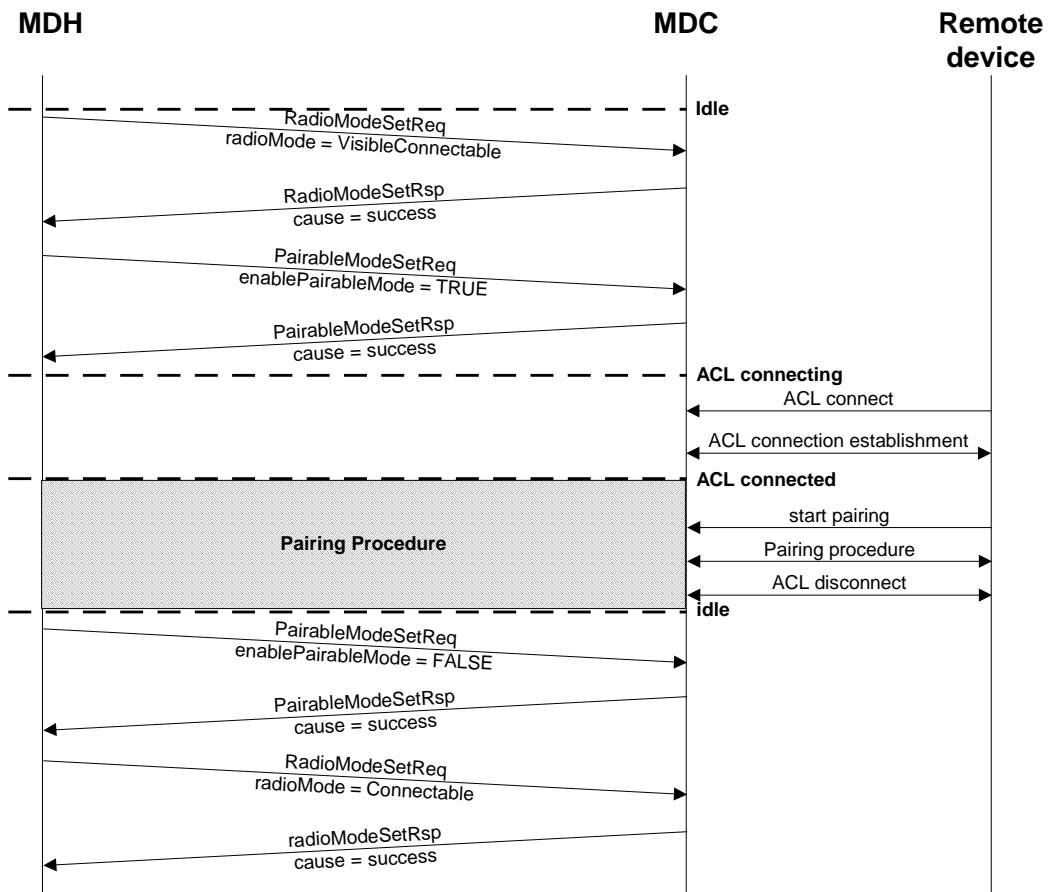 MDH
MDC
Remote
device
Idle
RadioModeSetReq
radioMode = VisibleConnectable
RadioModeSetRsp
cause = success
PairableModeSetReq
enablePairableMode = TRUE
PairableModeSetRsp
cause = success
ACL connecting
ACL connect
ACL connection establishment
ACL connected
start pairing
Pairing Procedure
Pairing procedure
ACL disconnect
idle
PairableModeSetReq
enablePairableMode = FALSE
PairableModeSetRsp
cause = success
RadioModeSetReq
radioMode = Connectable
radioModeSetRsp
cause = success